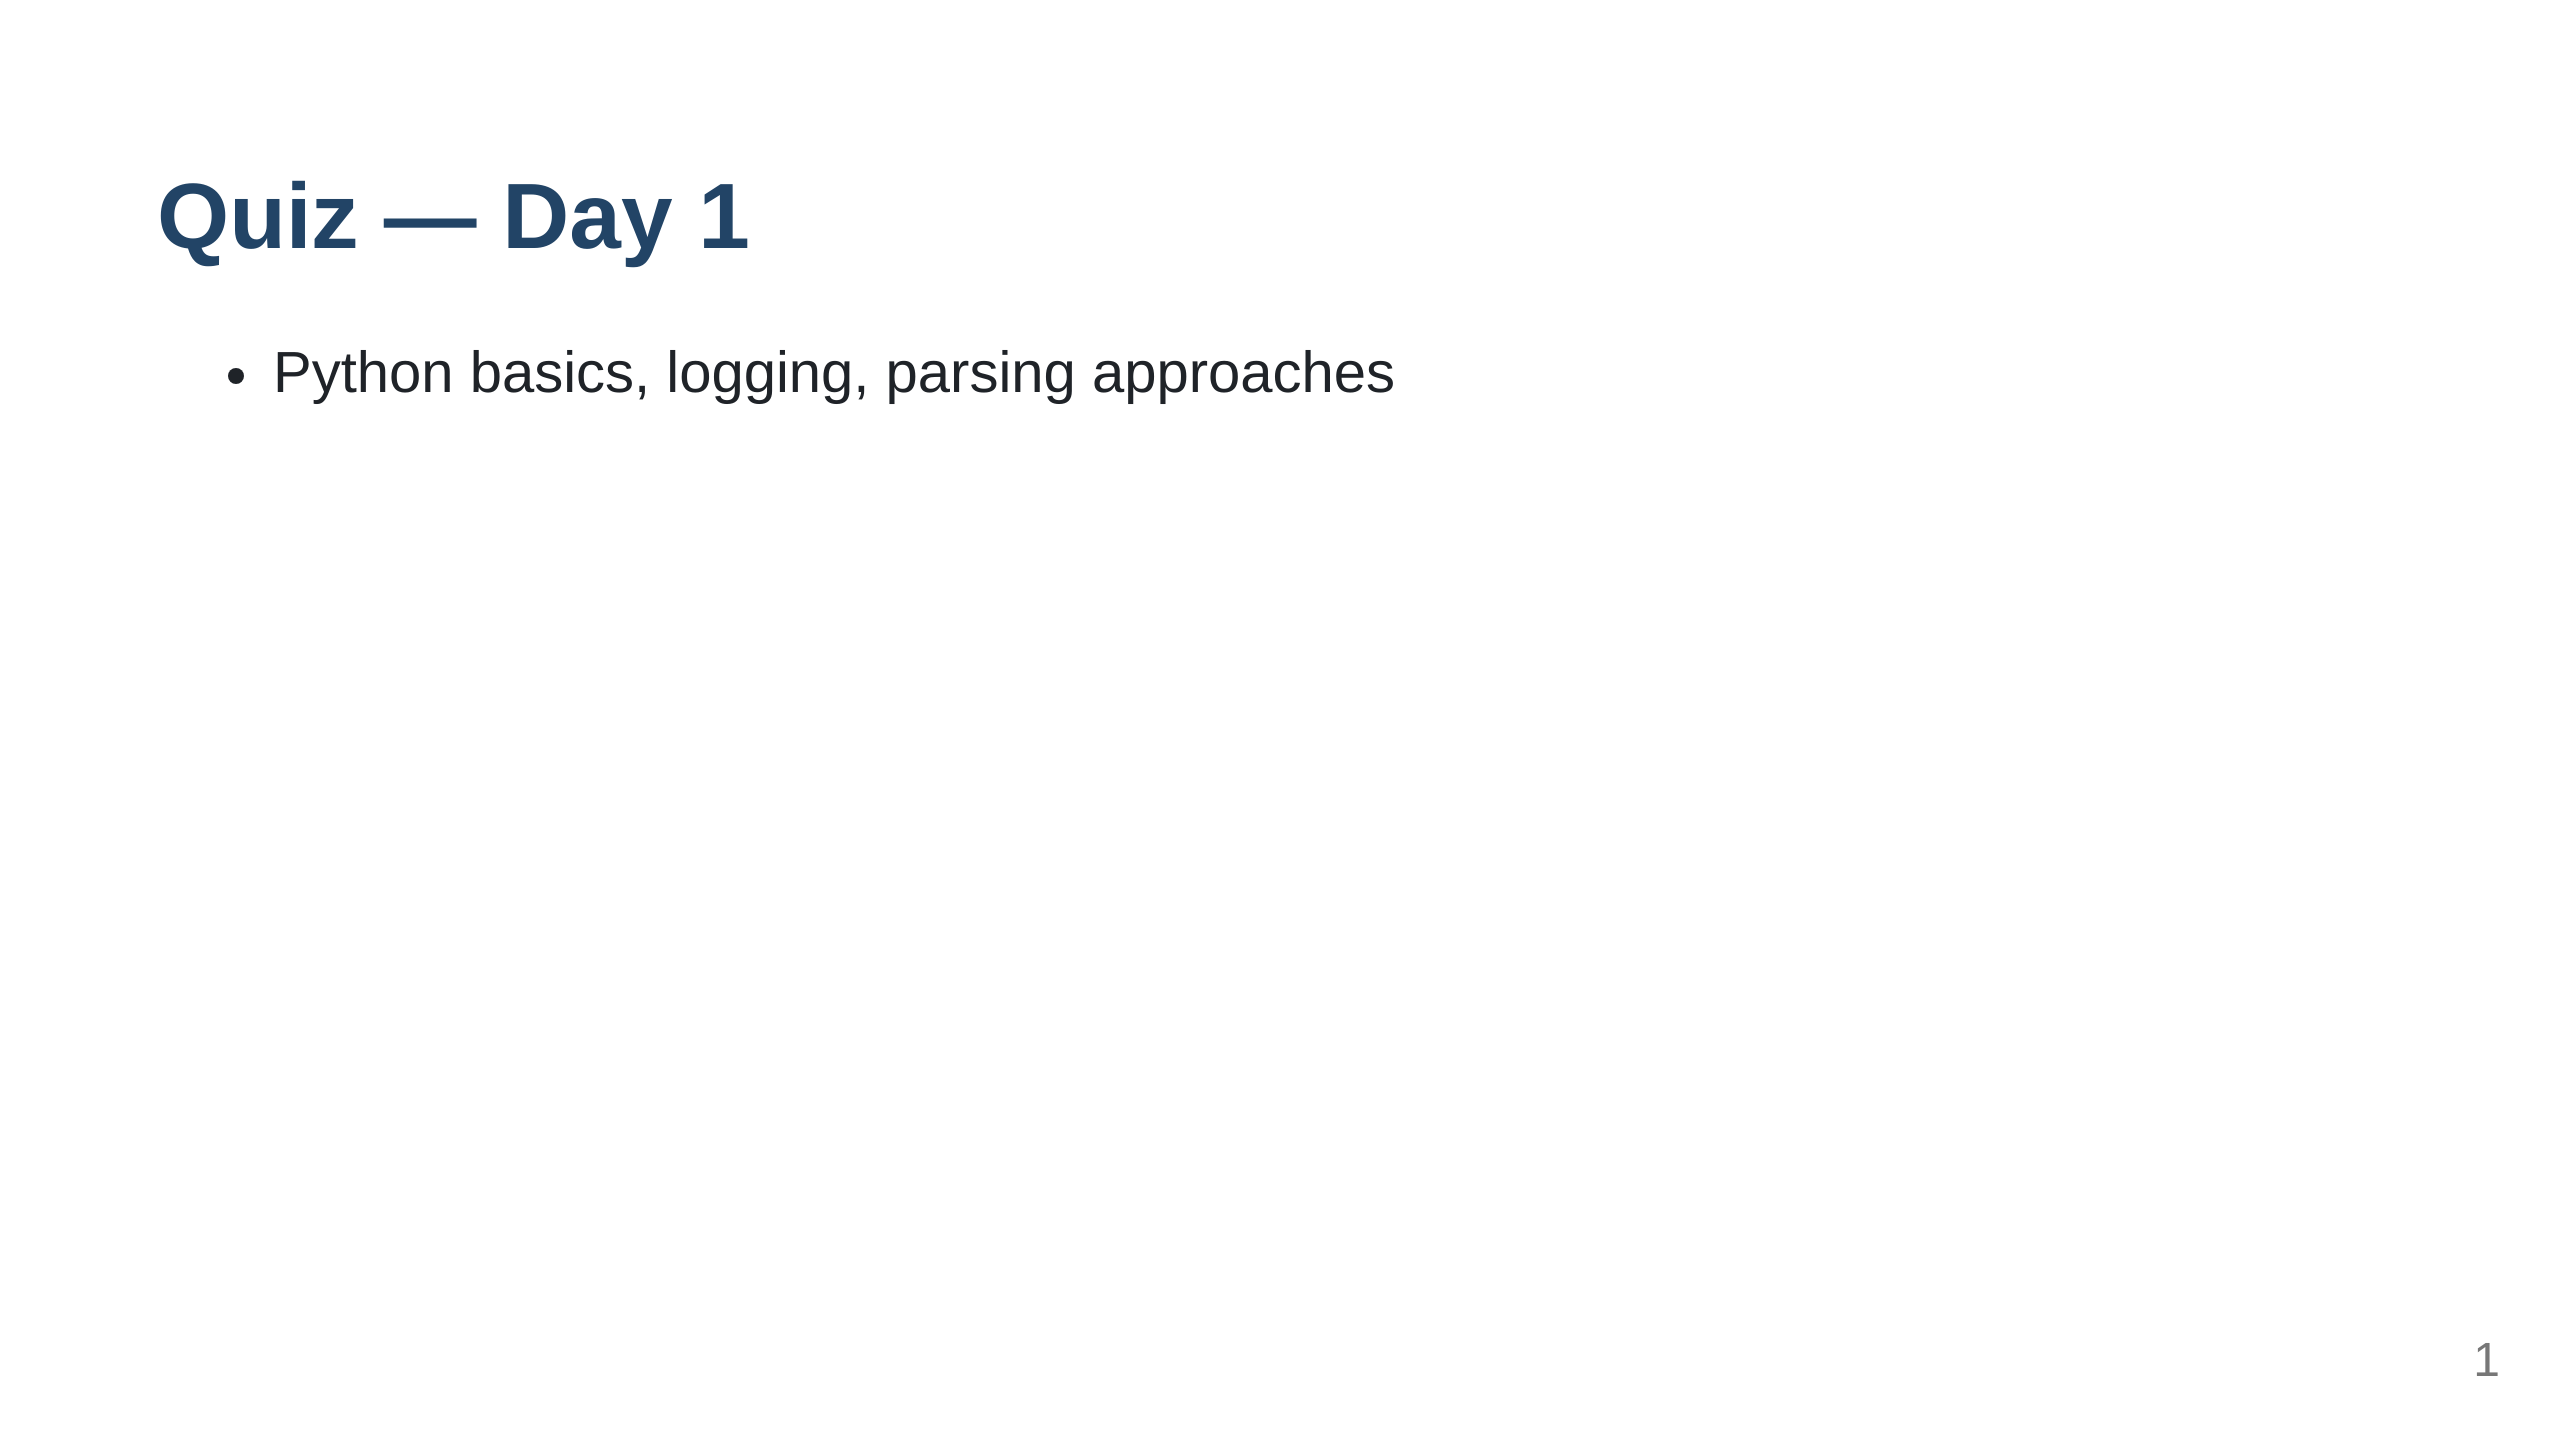 Quiz — Day 1
• Python basics, logging, parsing approaches
1